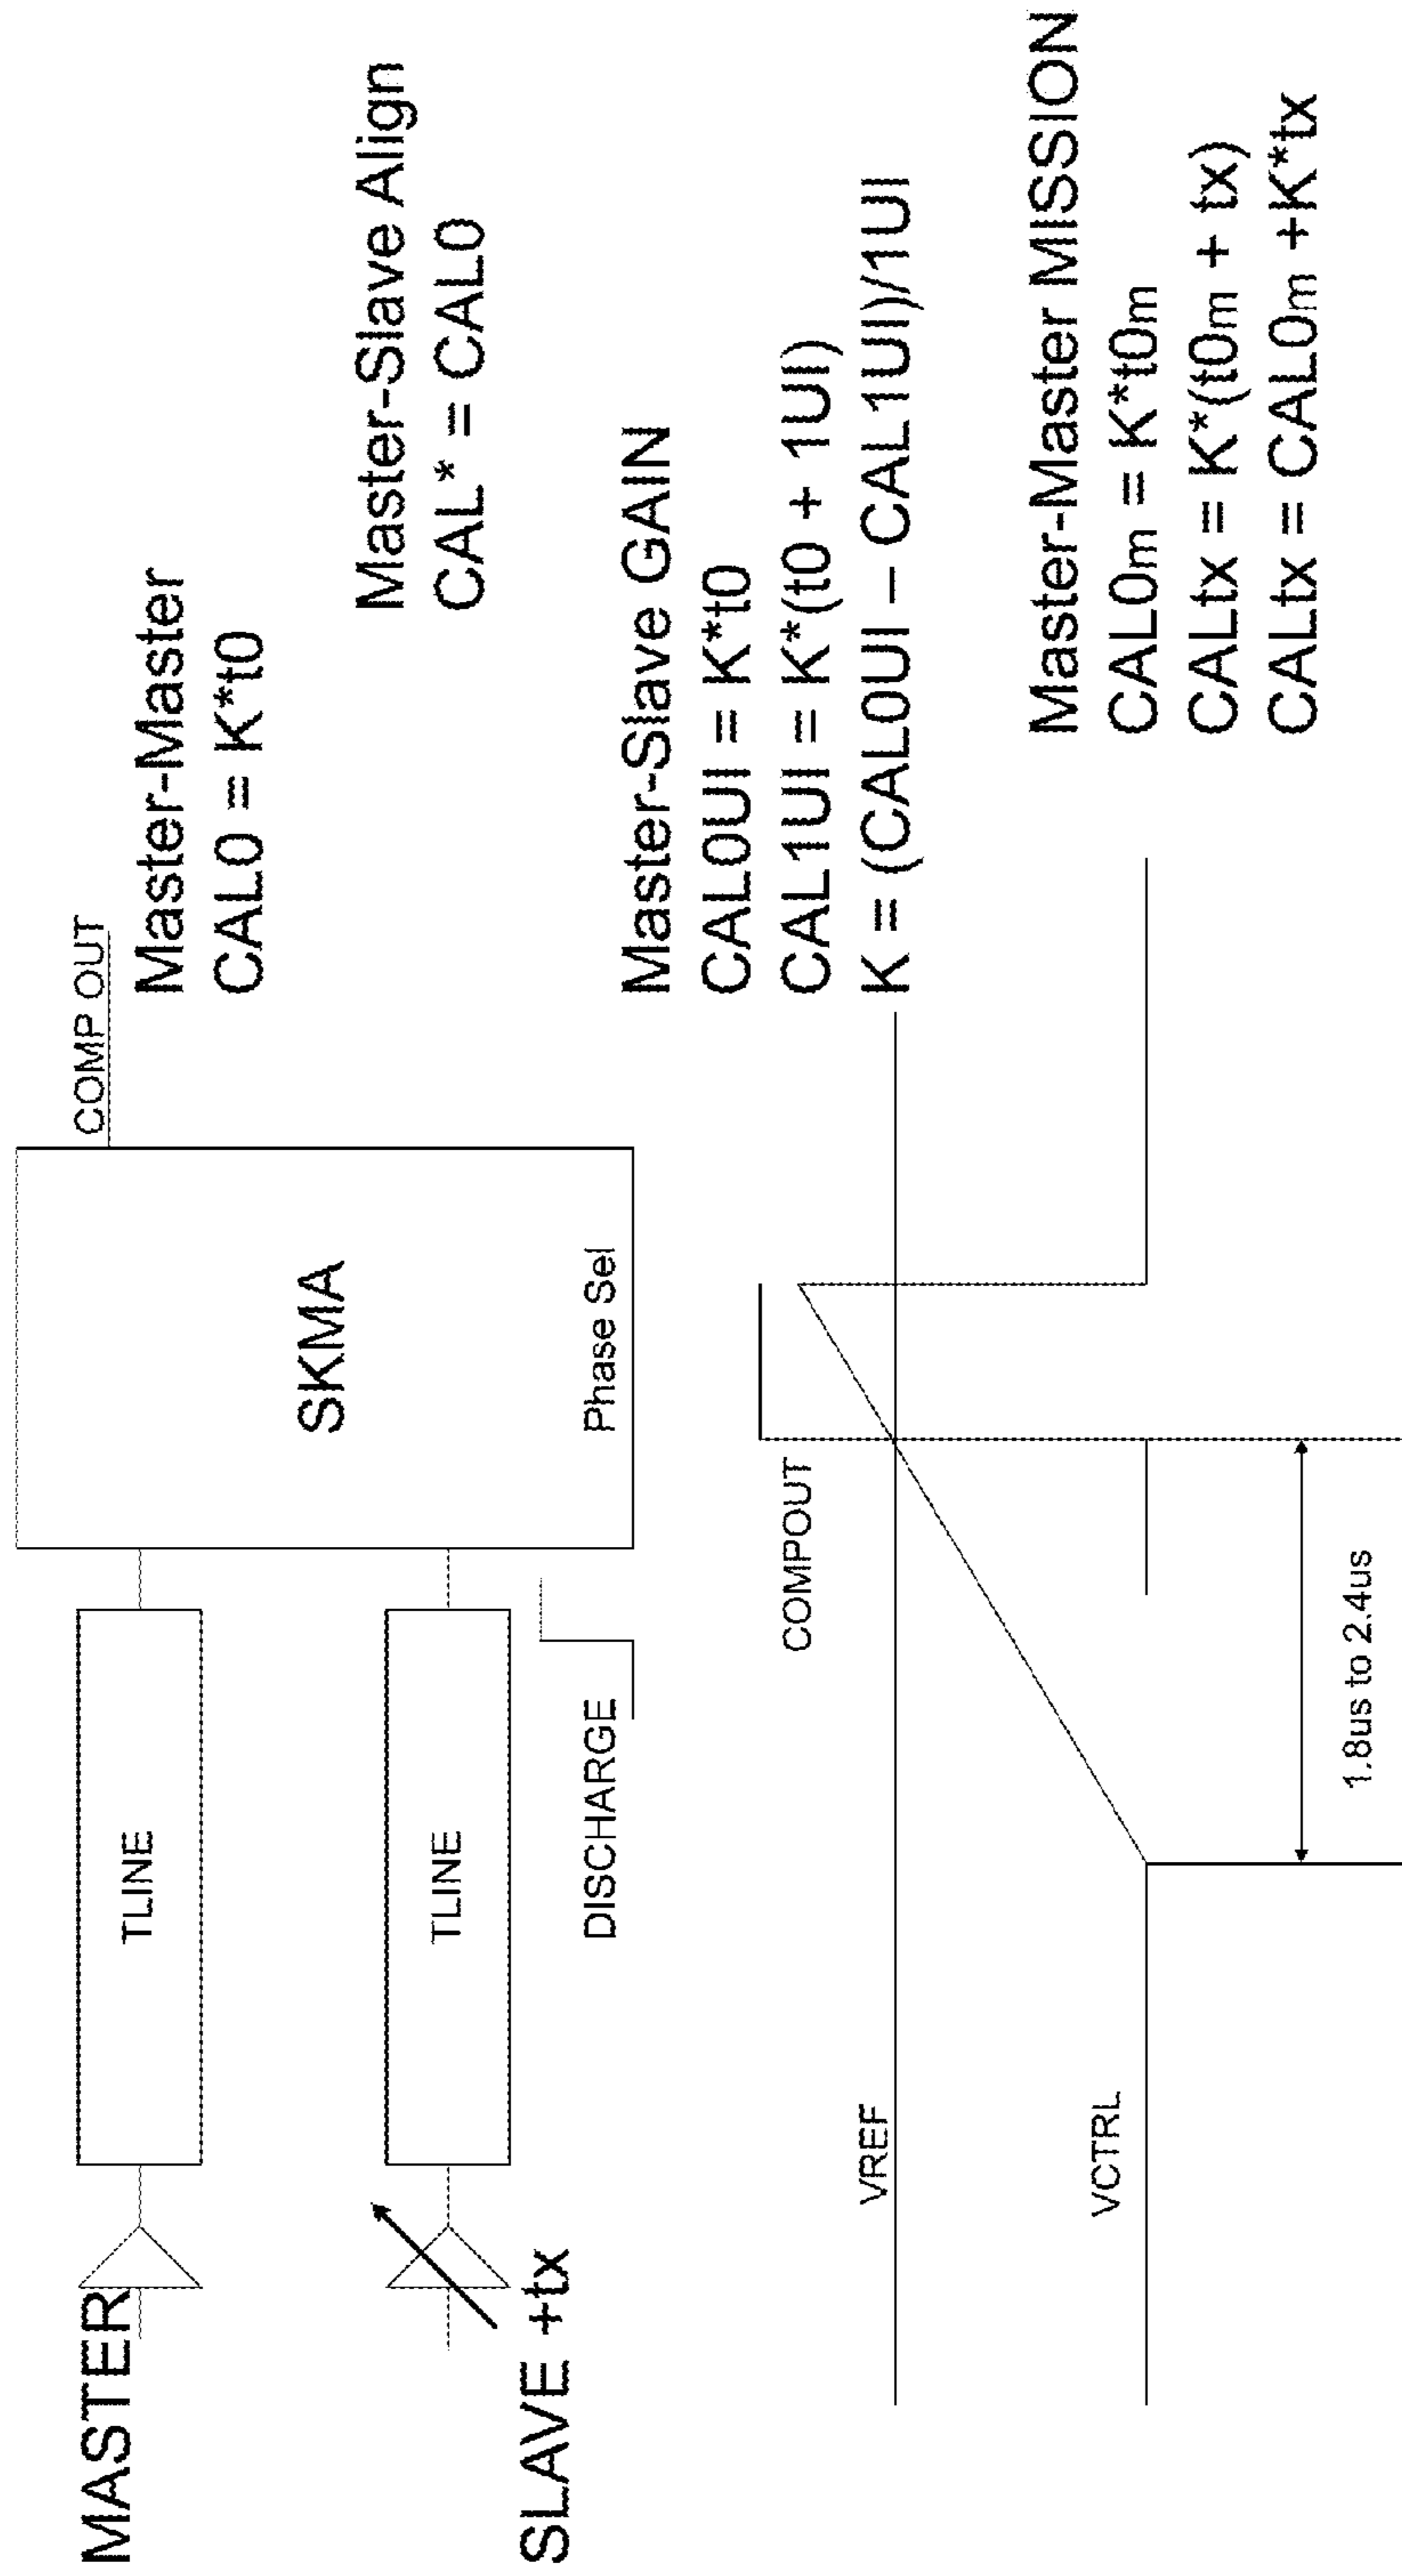 MASTER
TLINE
COMP OUT
SKMA
Phase Sel
SLAVE +tx
TLINE
DISCHARGE
Master-Master
CAL0 = K*t0
Master-Slave Align
CAL* = CAL0
Master-Slave GAIN
CAL0UI = K*t0
CAL1UI = K*(t0 + 1UI)
K = (CAL0UI – CAL1UI)/1UI
Master-Master MISSION
CAL0m = K*t0m
CALtx = K*(t0m + tx)
CALtx = CAL0m +K*tx
COMPOUT
VREF
VCTRL
1.8us to 2.4us